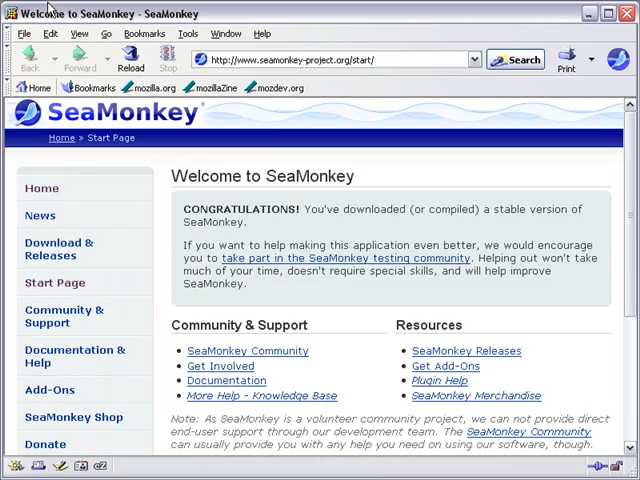 Welcome to SeaMonkey - SeaMonkey
File Edit View Go Bookmarks Tools Window Help
Back Forward Reload Stop http://www.seamonkey-project.org/start/ Search Print
Home Bookmarks mozilla.org mozillaZine mozdev.org
SeaMonkey
Home » Start Page
Home
News
Download &
Releases
Start Page
Community &
Support
Documentation &
Help
Add-Ons
SeaMonkey Shop
Donate
Welcome to SeaMonkey
CONGRATULATIONS! You've downloaded (or compiled) a stable version of
SeaMonkey.
If you want to help making this application even better, we would encourage
you to take part in the SeaMonkey testing community. Helping out won't take
much of your time, doesn't require special skills, and will help improve
SeaMonkey.
Community & Support
SeaMonkey Community
Get Involved
Documentation
More Help - Knowledge Base
Resources
SeaMonkey Releases
Get Add-Ons
Plugin Help
SeaMonkey Merchandise
Note: As SeaMonkey is a volunteer community project, we can not provide direct
end-user support through our development team. The SeaMonkey Community
can usually provide you with any help you need on using our software, though.